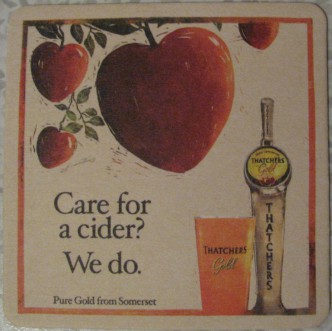 Care for
a cider?
We do.
THATCHERS
Gold
THATCHERS
Gold
THATCHERS
Pure Gold from Somerset